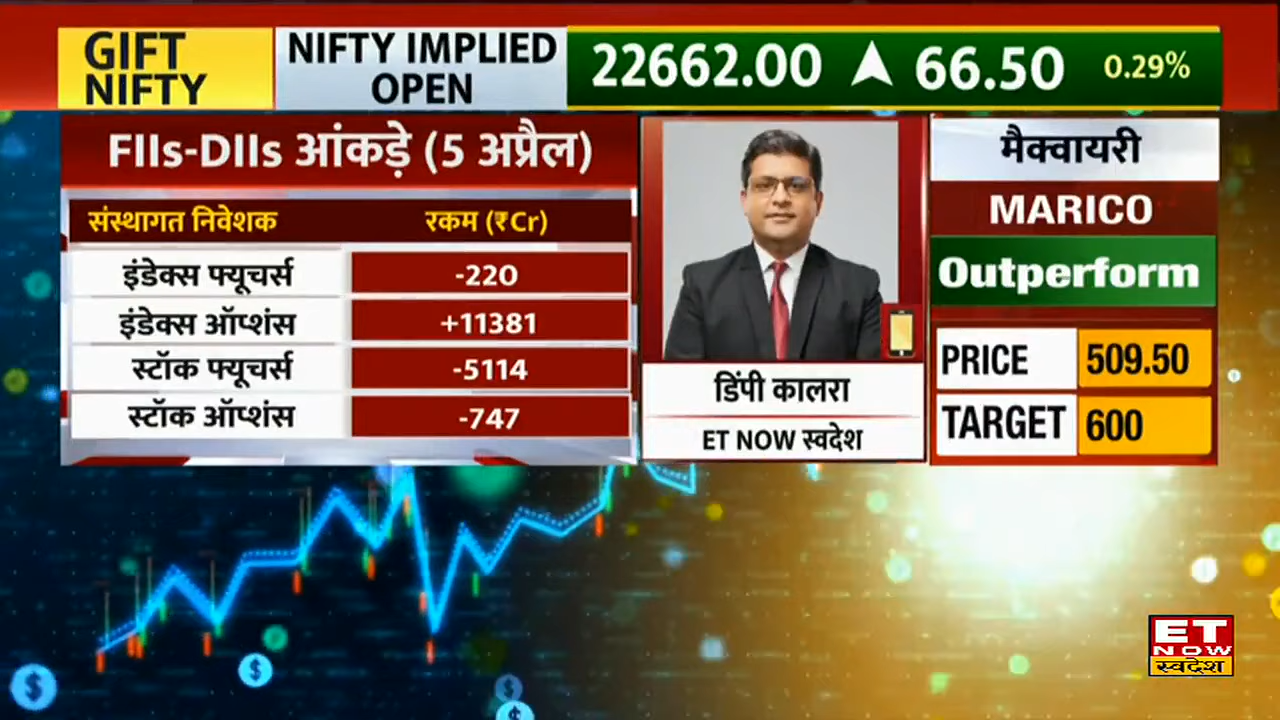 GIFT
NIFTY
NIFTY IMPLIED
OPEN
22662.00 66.50 0.29%
FIIs-DIIs आंकड़े (5 अप्रैल)
संस्थागत निवेशक रकम (₹Cr)
इंडेक्स फ्यूचर्स -220
इंडेक्स ऑप्शंस +11381
स्टॉक फ्यूचर्स -5114
स्टॉक ऑप्शंस -747
डिंपी कालरा
ET NOW स्वदेश
मैक्वायरी
MARICO
Outperform
PRICE 509.50
TARGET 600
ET
NOW
स्वदेश